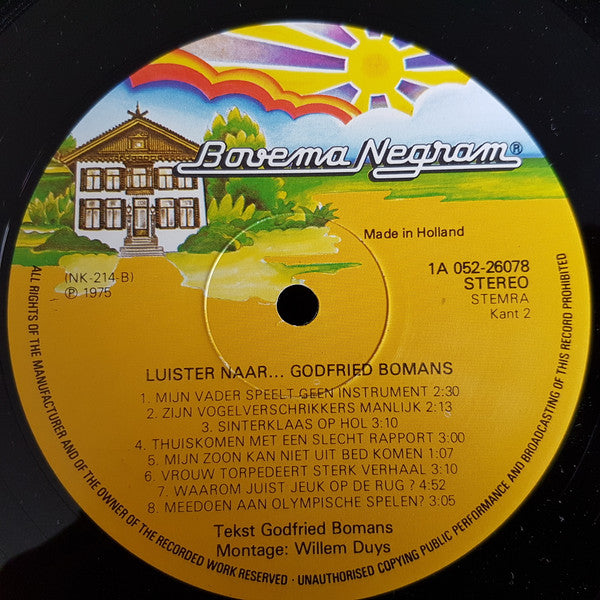 Bovema Negram®
Made in Holland
(NK-214-B)
℗ 1975
1A 052-26078
STEREO
STEMRA
Kant 2
LUISTER NAAR... GODFRIED BOMANS
1. MIJN VADER SPEELT GEEN INSTRUMENT 2:30
2. ZIJN VOGELVERSCHRIKKERS MANLIJK 2:13
3. SINTERKLAAS OP HOL 3:10
4. THUISKOMEN MET EEN SLECHT RAPPORT 3:00
5. MIJN ZOON KAN NIET UIT BED KOMEN 1:07
6. VROUW TORPEDEERT STERK VERHAAL 3:10
7. WAAROM JUIST JEUK OP DE RUG ? 4:52
8. MEEDOEN AAN OLYMPISCHE SPELEN? 3:05
Tekst Godfried Bomans
Montage: Willem Duys
ALL RIGHTS OF THE MANUFACTURER AND OF THE OWNER OF THE RECORDED WORK RESERVED · UNAUTHORISED COPYING PUBLIC PERFORMANCE AND BROADCASTING OF THIS RECORD PROHIBITED